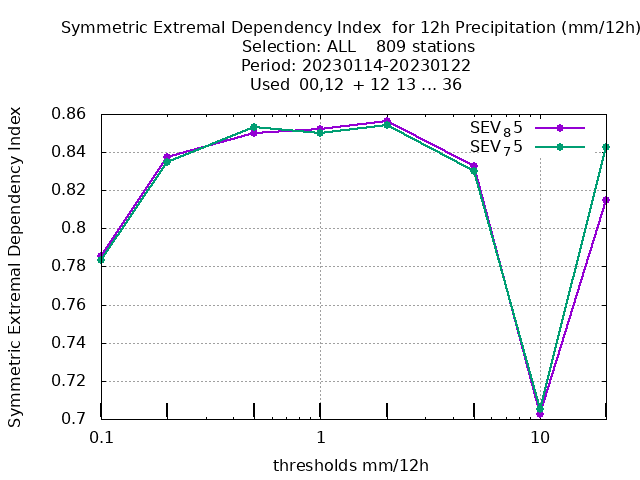 Symmetric Extremal Dependency Index  for 12h Precipitation (mm/12h)
Selection: ALL    809 stations
Period: 20230114-20230122
Used  00,12  + 12 13 ... 36
Symmetric Extremal Dependency Index
0.86
0.84
0.82
0.8
0.78
0.76
0.74
0.72
0.7
SEV₈5
SEV₇5
0.1
1
10
thresholds mm/12h